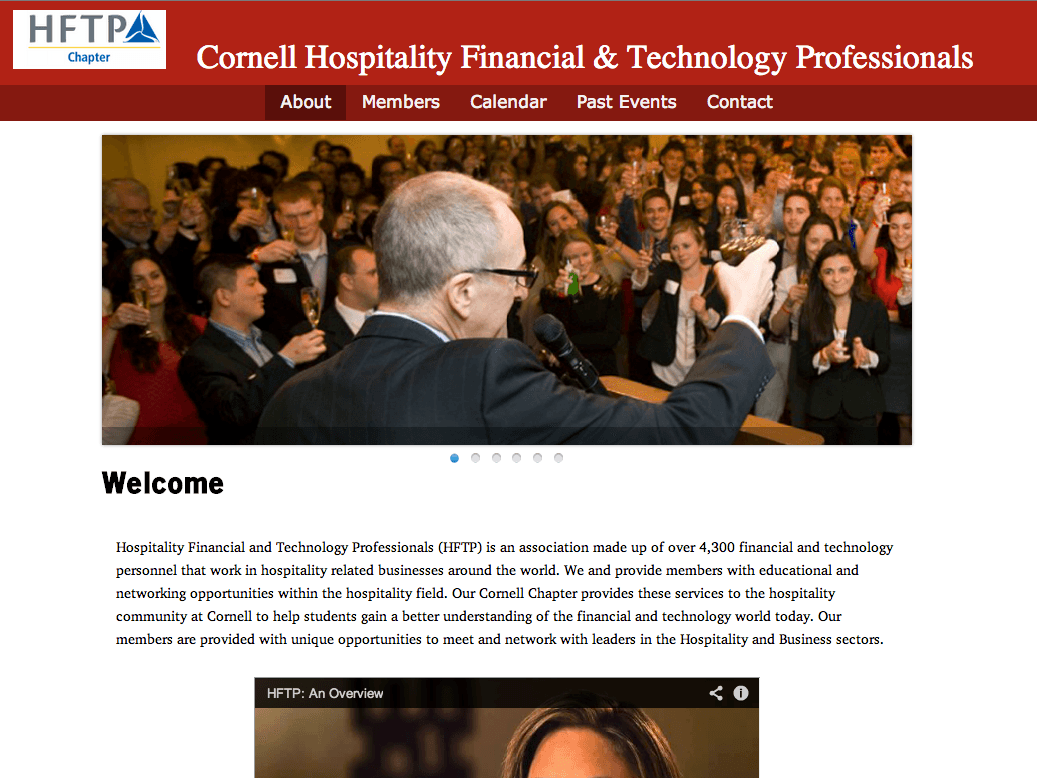 HFTP
Chapter
Cornell Hospitality Financial & Technology Professionals
About Members Calendar Past Events Contact
Welcome
Hospitality Financial and Technology Professionals (HFTP) is an association made up of over 4,300 financial and technology
personnel that work in hospitality related businesses around the world. We and provide members with educational and
networking opportunities within the hospitality field. Our Cornell Chapter provides these services to the hospitality
community at Cornell to help students gain a better understanding of the financial and technology world today. Our
members are provided with unique opportunities to meet and network with leaders in the Hospitality and Business sectors.
HFTP: An Overview